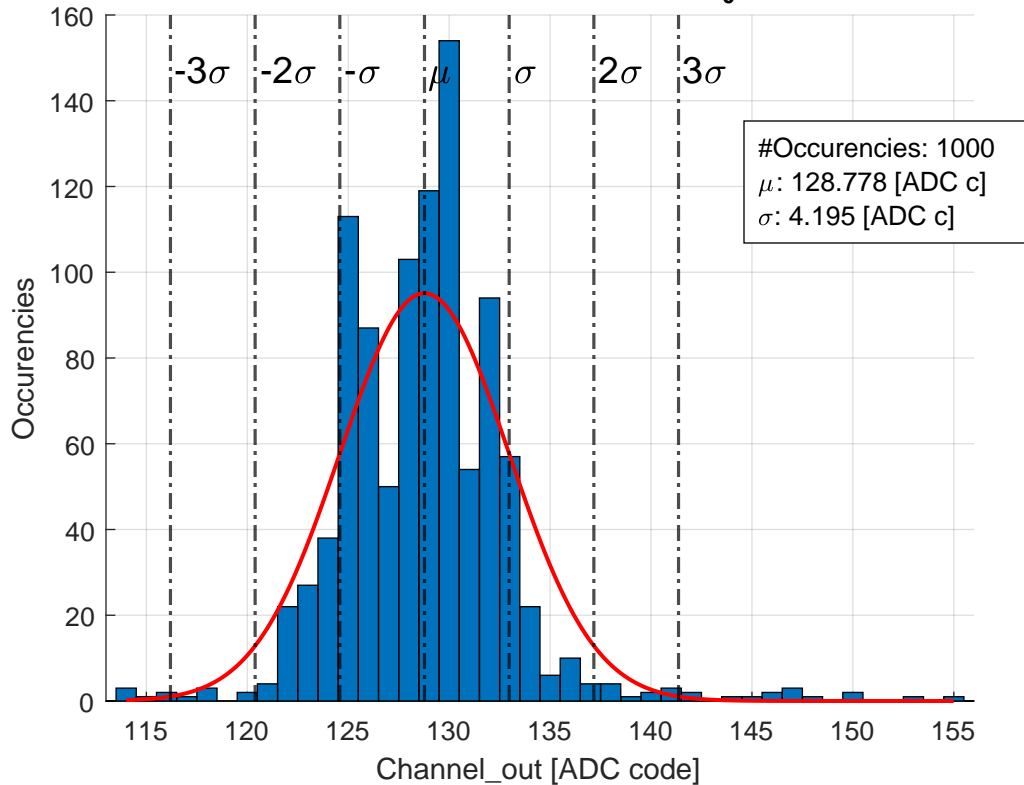 160
140
120
100
80
60
40
20
0
-3σ -2σ -σ μ σ 2σ 3σ
#Occurencies: 1000
μ: 128.778 [ADC c]
σ: 4.195 [ADC c]
Occurencies
115 120 125 130 135 140 145 150 155
Channel_out [ADC code]